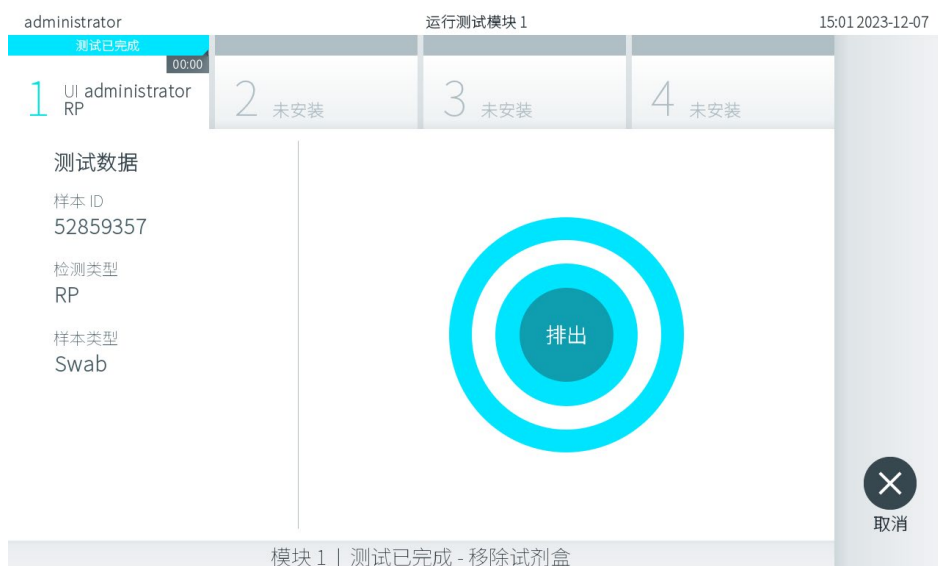 administrator
运行测试模块 1
15:01 2023-12-07
测试已完成
00:00
1
UI administrator
RP
2 未安装
3 未安装
4 未安装
测试数据
样本 ID
52859357
检测类型
RP
样本类型
Swab
排出
取消
模块 1 | 测试已完成 - 移除试剂盒